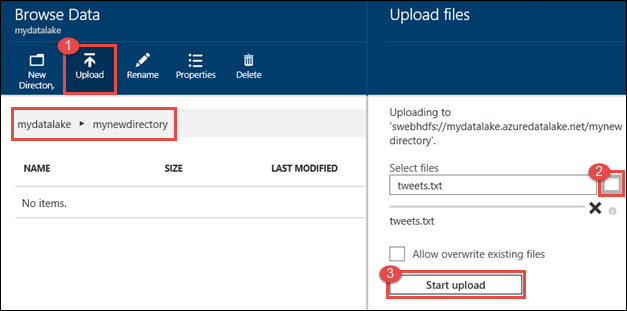 Browse Data
mydatalake
1
New
Directory
Upload
Rename
Properties
Delete
mydatalake ▸ mynewdirectory
NAME SIZE LAST MODIFIED
No items.
Upload files
Uploading to
'swebhdfs://mydatalake.azuredatalake.net/mynew
directory'.
Select files
2
tweets.txt
tweets.txt
Allow overwrite existing files
3
Start upload